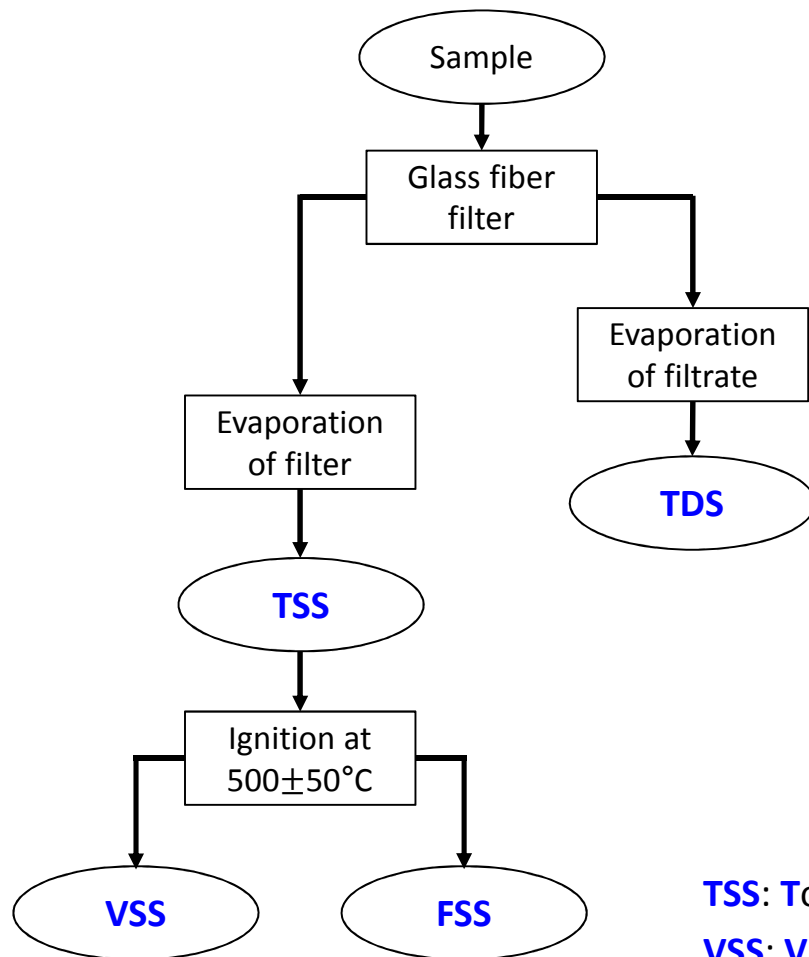 Sample
Glass fiber
filter
Evaporation
of filtrate
Evaporation
of filter
TDS
TSS
Ignition at
500±50°C
VSS
FSS
TSS:
VSS: